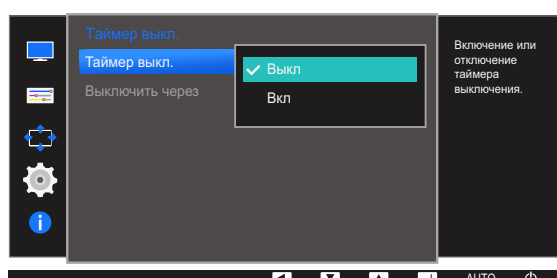 Таймер выкл.
Таймер выкл.
Выкл
Выключить через
Вкл
Включение или
отключение
таймера
выключения.
AUTO